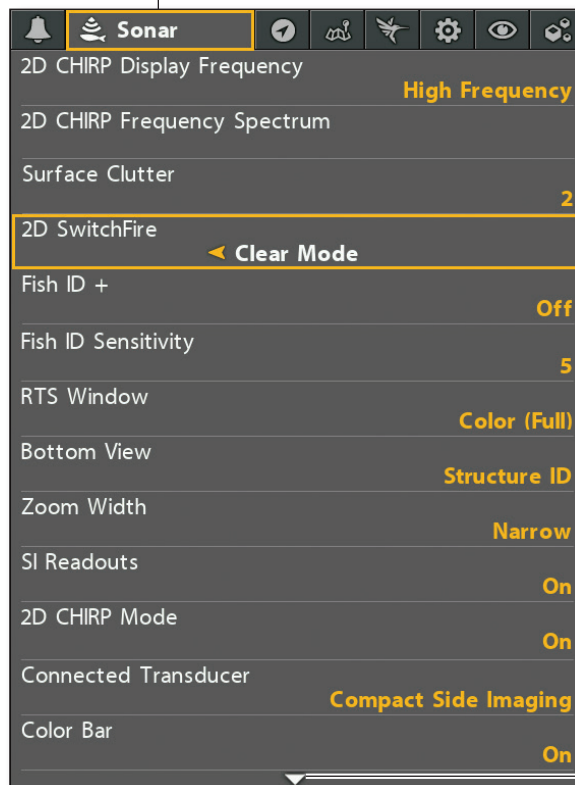 Sonar
2D CHIRP Display Frequency
High Frequency
2D CHIRP Frequency Spectrum
Surface Clutter
2
2D SwitchFire
Clear Mode
Fish ID +
Off
Fish ID Sensitivity
5
RTS Window
Color (Full)
Bottom View
Structure ID
Zoom Width
Narrow
SI Readouts
On
2D CHIRP Mode
On
Connected Transducer
Compact Side Imaging
Color Bar
On